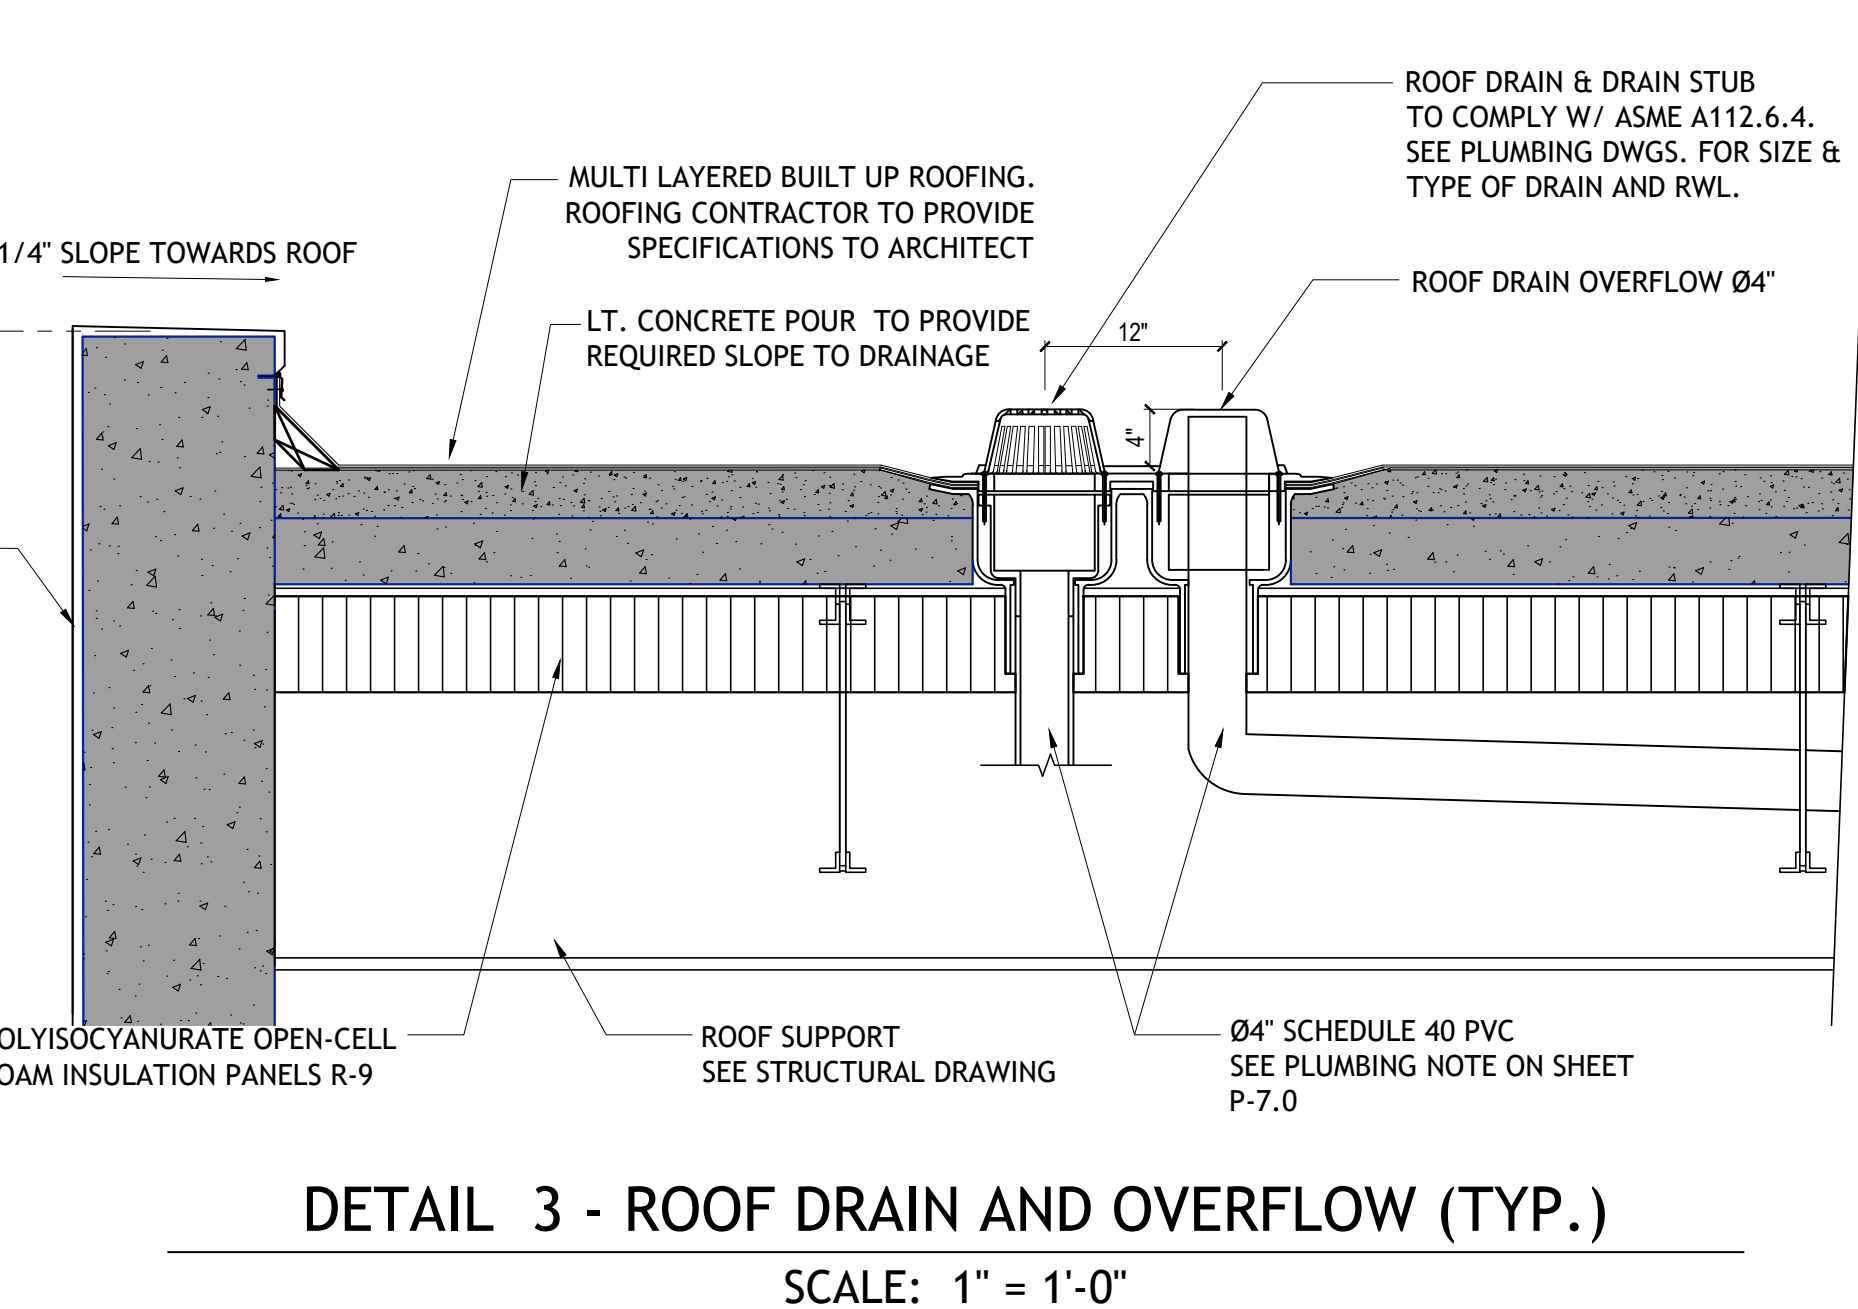 ROOF DRAIN & DRAIN STUB
TO COMPLY W/ ASME A112.6.4.
SEE PLUMBING DWGS. FOR SIZE &
TYPE OF DRAIN AND RWL.
MULTI LAYERED BUILT UP ROOFING.
ROOFING CONTRACTOR TO PROVIDE
SPECIFICATIONS TO ARCHITECT
1/4" SLOPE TOWARDS ROOF
ROOF DRAIN OVERFLOW Ø4"
LT. CONCRETE POUR TO PROVIDE
REQUIRED SLOPE TO DRAINAGE
12"
4"
OLYISOCYANURATE OPEN-CELL
OAM INSULATION PANELS R-9
ROOF SUPPORT
SEE STRUCTURAL DRAWING
Ø4" SCHEDULE 40 PVC
SEE PLUMBING NOTE ON SHEET
P-7.0
DETAIL 3 - ROOF DRAIN AND OVERFLOW (TYP.)
SCALE: 1" = 1'-0"